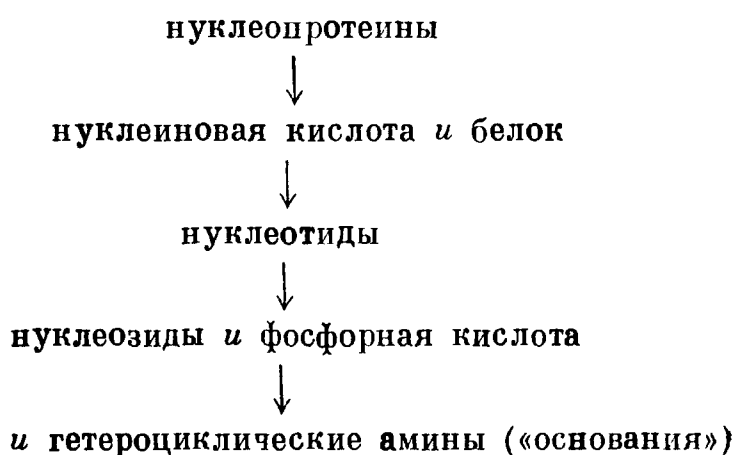 нуклеопротеины
нуклеиновая кислота и белок
нуклеотиды
нуклеозиды и фосфорная кислота
и гетероциклические амины («основания»)